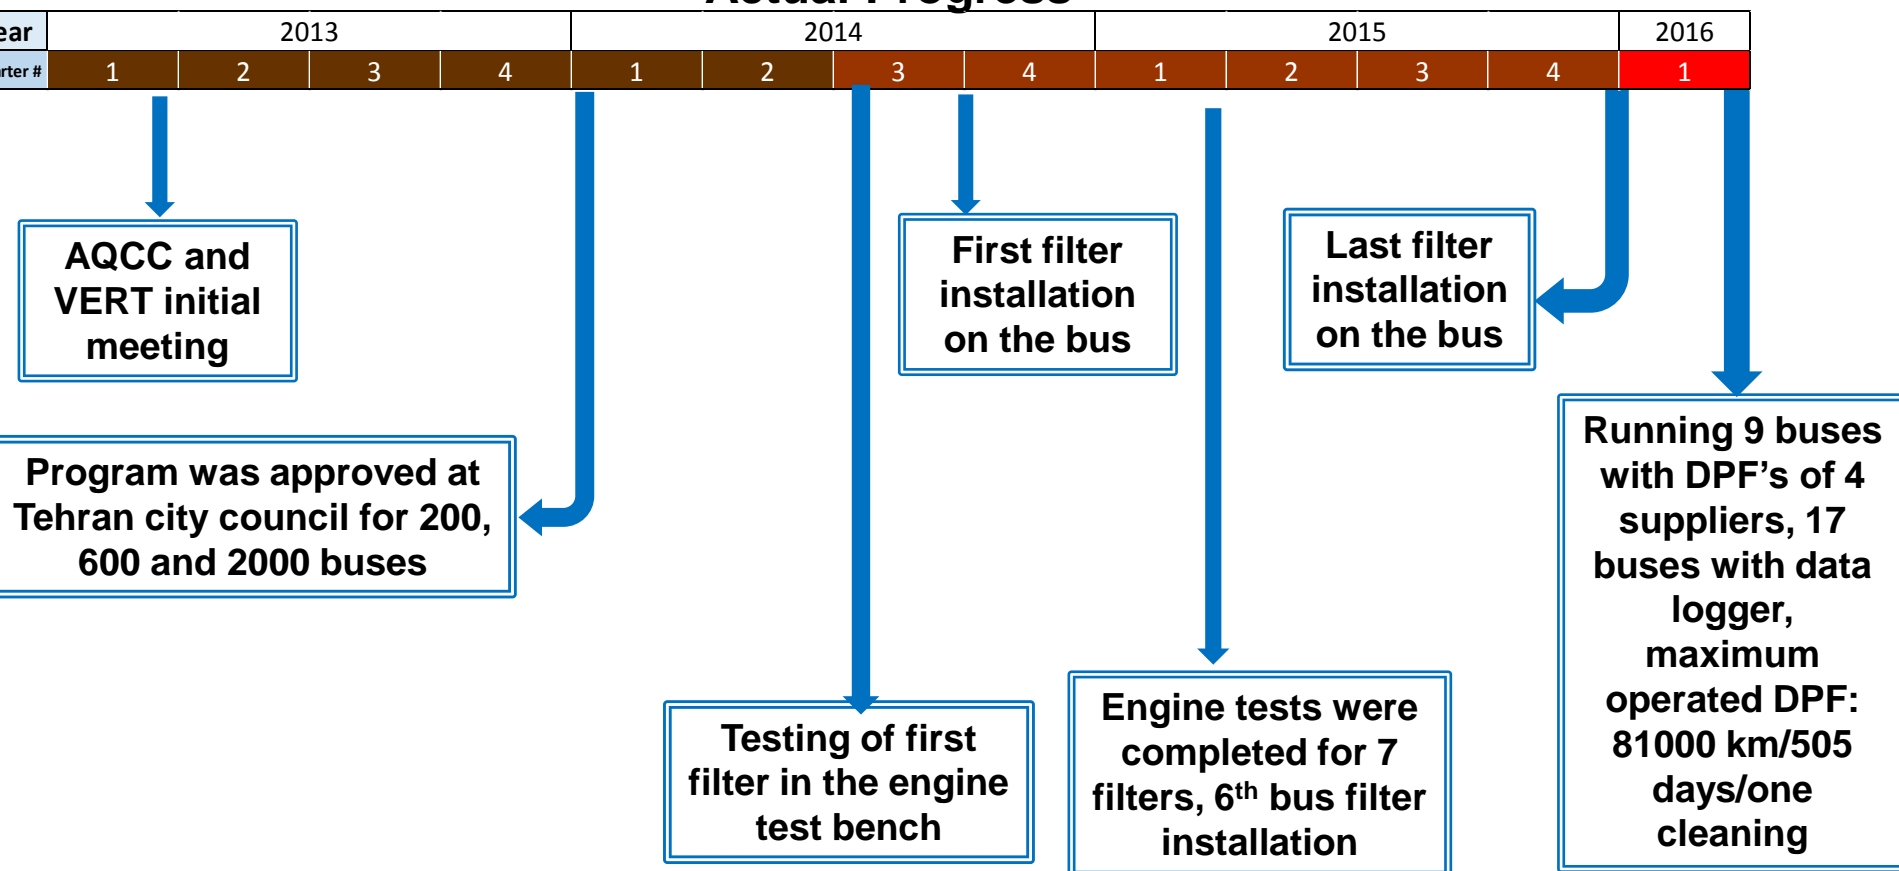 Actual Progress
ear 2013 2014 2015 2016
rter # 1 2 3 4 1 2 3 4 1 2 3 4 1
AQCC and
VERT initial
meeting
Program was approved at
Tehran city council for 200,
600 and 2000 buses
Testing of first
filter in the engine
test bench
First filter
installation
on the bus
Engine tests were
completed for 7
filters, 6th bus filter
installation
Last filter
installation
on the bus
Running 9 buses
with DPF’s of 4
suppliers, 17
buses with data
logger,
maximum
operated DPF:
81000 km/505
days/one
cleaning